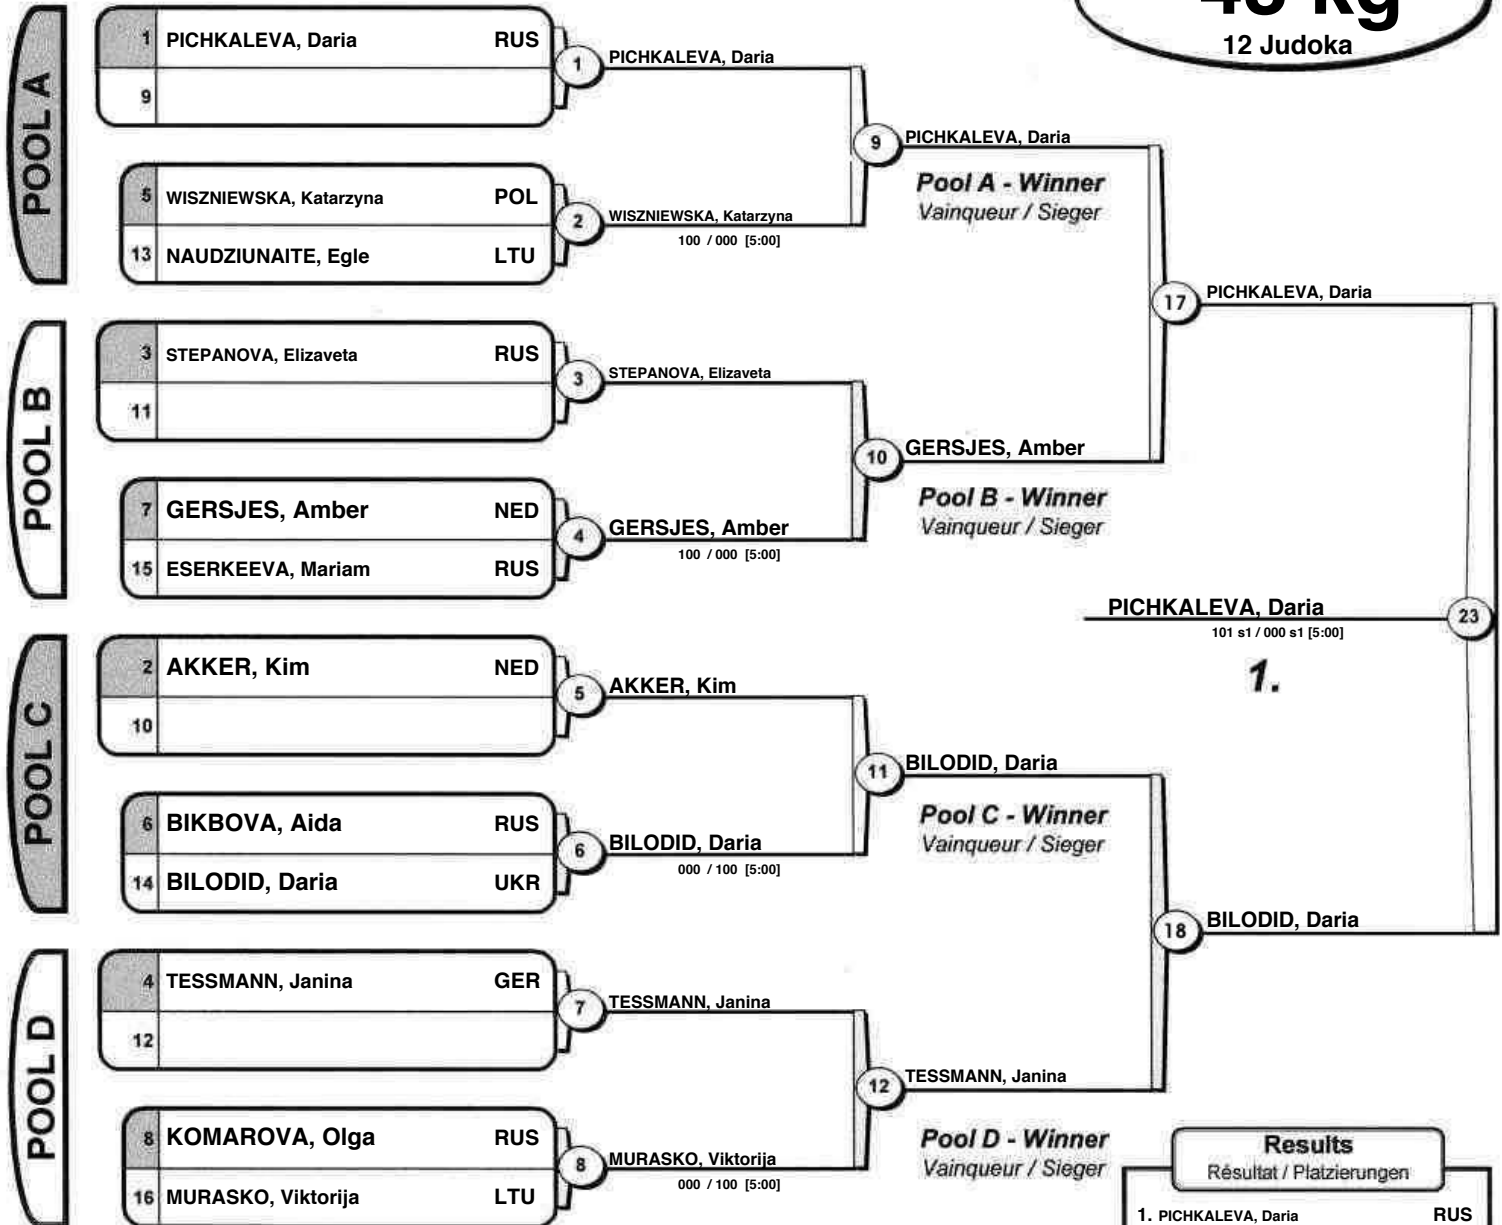 48 kg
12 Judoka
POOL A
1 PICHKALEVA, Daria RUS
9
1
PICHKALEVA, Daria
5 WISZNIEWSKA, Katarzyna POL
13 NAUDZIUNAITE, Egle LTU
2
WISZNIEWSKA, Katarzyna
100 / 000 [5:00]
9
PICHKALEVA, Daria
Pool A - Winner
Vainqueur / Sieger
POOL B
3 STEPANOVA, Elizaveta RUS
11
3
STEPANOVA, Elizaveta
7 GERSJES, Amber NED
15 ESERKEEVA, Mariam RUS
4
GERSJES, Amber
100 / 000 [5:00]
10
GERSJES, Amber
Pool B - Winner
Vainqueur / Sieger
17
PICHKALEVA, Daria
PICHKALEVA, Daria
101 s1 / 000 s1 [5:00]
1.
23
POOL C
2 AKKER, Kim NED
10
5
AKKER, Kim
6 BIKBOVA, Aida RUS
14 BILODID, Daria UKR
6
BILODID, Daria
000 / 100 [5:00]
11
BILODID, Daria
Pool C - Winner
Vainqueur / Sieger
18
BILODID, Daria
POOL D
4 TESSMANN, Janina GER
12
7
TESSMANN, Janina
8 KOMAROVA, Olga RUS
16 MURASKO, Viktorija LTU
8
MURASKO, Viktorija
000 / 100 [5:00]
12
TESSMANN, Janina
Pool D - Winner
Vainqueur / Sieger
Results
Résultat / Platzierungen
1. PICHKALEVA, Daria RUS